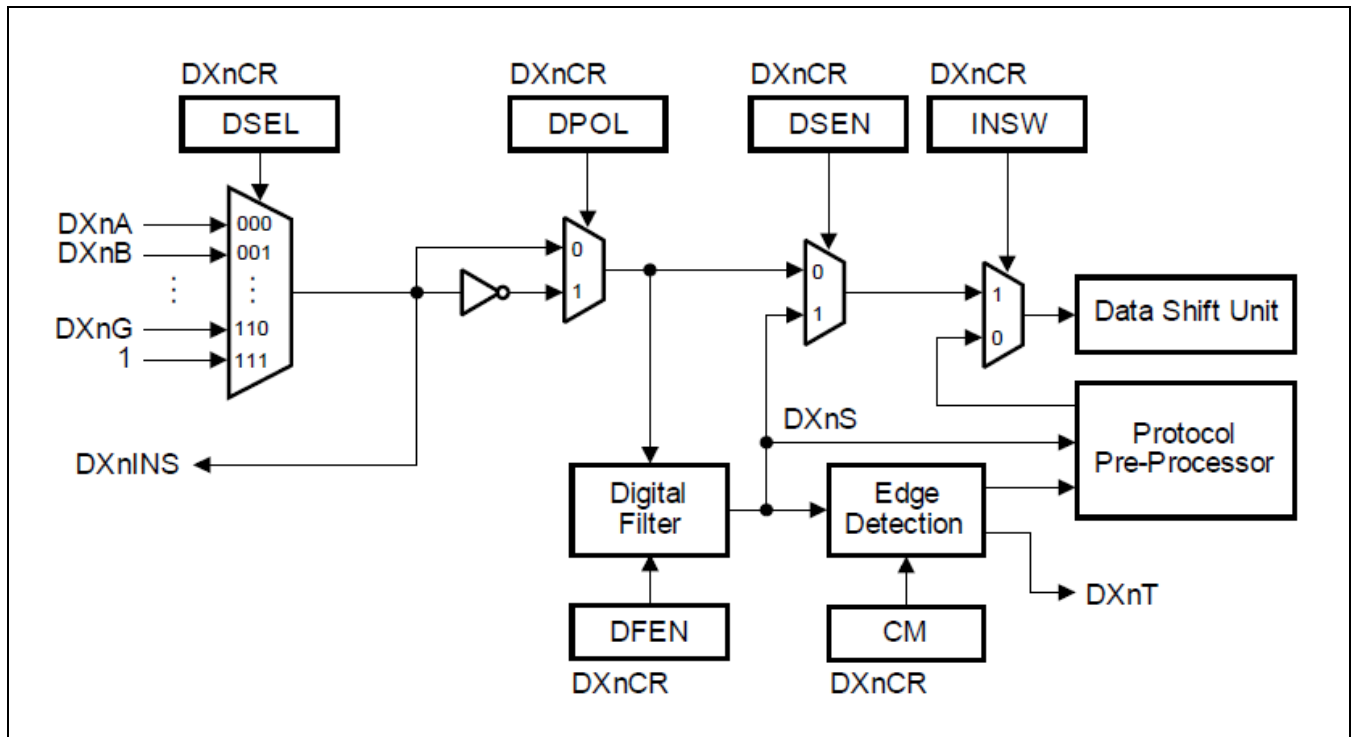 DXnCR
DXnCR
DXnCR
DXnCR
DSEL
DPOL
DSEN
INSW
DXnA
000
DXnB
001
⋮
⋮
DXnG
110
1
111
0
1
0
1
1
0
Data Shift Unit
DXnINS
DXnS
Protocol
Pre-Processor
Digital
Filter
Edge
Detection
DXnT
DFEN
CM
DXnCR
DXnCR